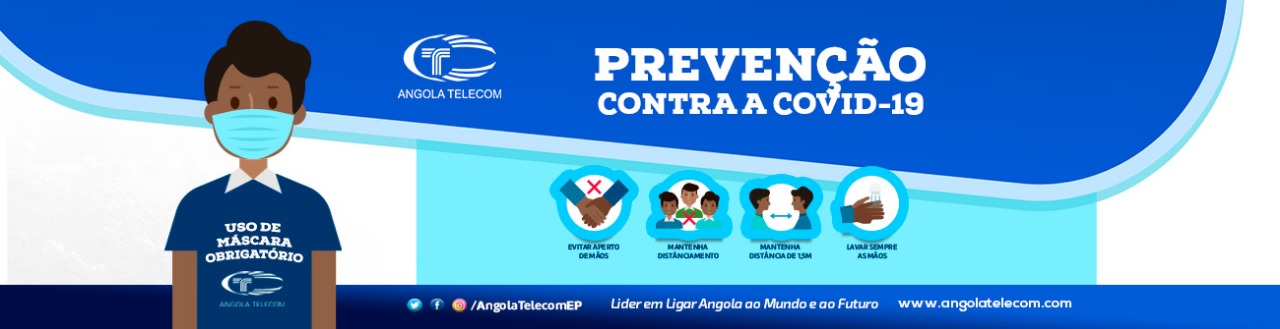 ANGOLA TELECOM
PREVENÇÃO
CONTRA A COVID-19
USO DE
MÁSCARA
OBRIGATÓRIO
ANGOLA TELECOM
EVITAR APERTO
DE MÃOS
MANTENHA
DISTÂNCIAMENTO
MANTENHA
DISTÂNCIA DE 1,5M
LAVAR SEMPRE
AS MÃOS
/AngolaTelecomEP
Lider em Ligar Angola ao Mundo e ao Futuro
www.angolatelecom.com